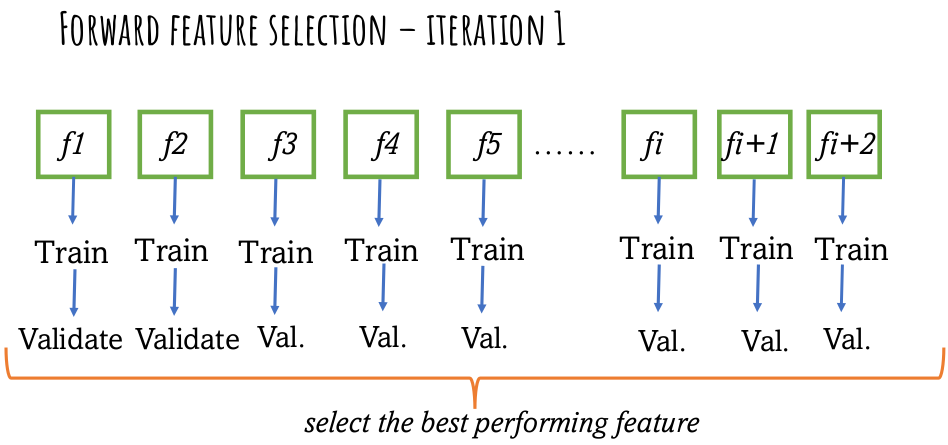 FORWARD FEATURE SELECTION – ITERATION 1
f1 f2 f3 f4 f5 ...... fi fi+1 fi+2
Train Train Train Train Train Train Train Train
Validate Validate Val. Val. Val. Val. Val. Val.
select the best performing feature